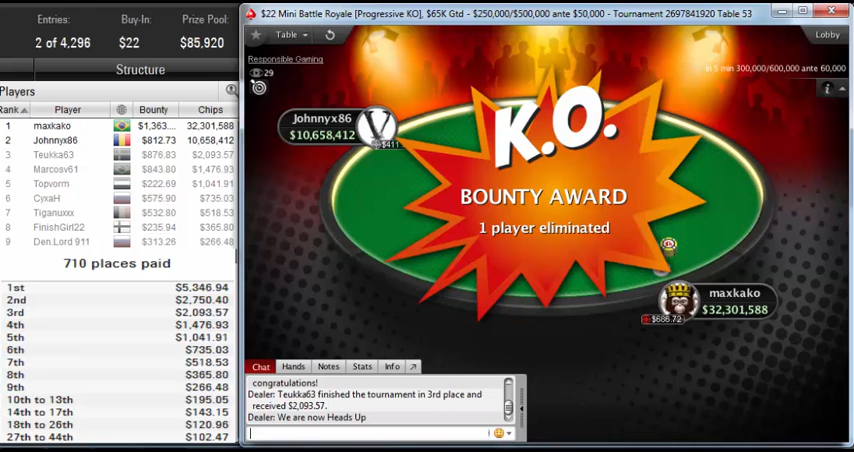 Entries:
Buy-In:
Prize Pool:
2 of 4.296
$22
$85,920
Structure
Players
Rank
Player
Bounty
Chips
1 maxkako $1,363.... 32,301,588
2 Johnnyx86 $812.73 10,658,412
3 Teukka63 $876.83 $2,093.57
4 Marcosv61 $843.80 $1,476.93
5 Topvorm $222.69 $1,041.91
6 CyxaH $575.90 $735.03
7 Tiganuxxx $532.80 $518.53
8 FinishGirl22 $235.94 $365.80
9 Den.Lord 911 $313.26 $266.48
710 places paid
1st $5,346.94
2nd $2,750.40
3rd $2,093.57
4th $1,476.93
5th $1,041.91
6th $735.03
7th $518.53
8th $365.80
9th $266.48
10th to 13th $195.05
14th to 17th $143.15
18th to 26th $120.96
27th to 44th $102.47
$22 Mini Battle Royale [Progressive KO], $65K Gtd - $250,000/$500,000 ante $50,000 - Tournament 2697841920 Table 53
Table
Lobby
Responsible Gaming
29
in 5 min 300,000/600,000 ante 60,000
i
Johnnyx86
$10,658,412
V
$411
K.O.
BOUNTY AWARD
1 player eliminated
maxkako
$32,301,588
$686.72
Chat Hands Notes Stats Info
congratulations!
Dealer: Teukka63 finished the tournament in 3rd place and
received $2,093.57.
Dealer: We are now Heads Up